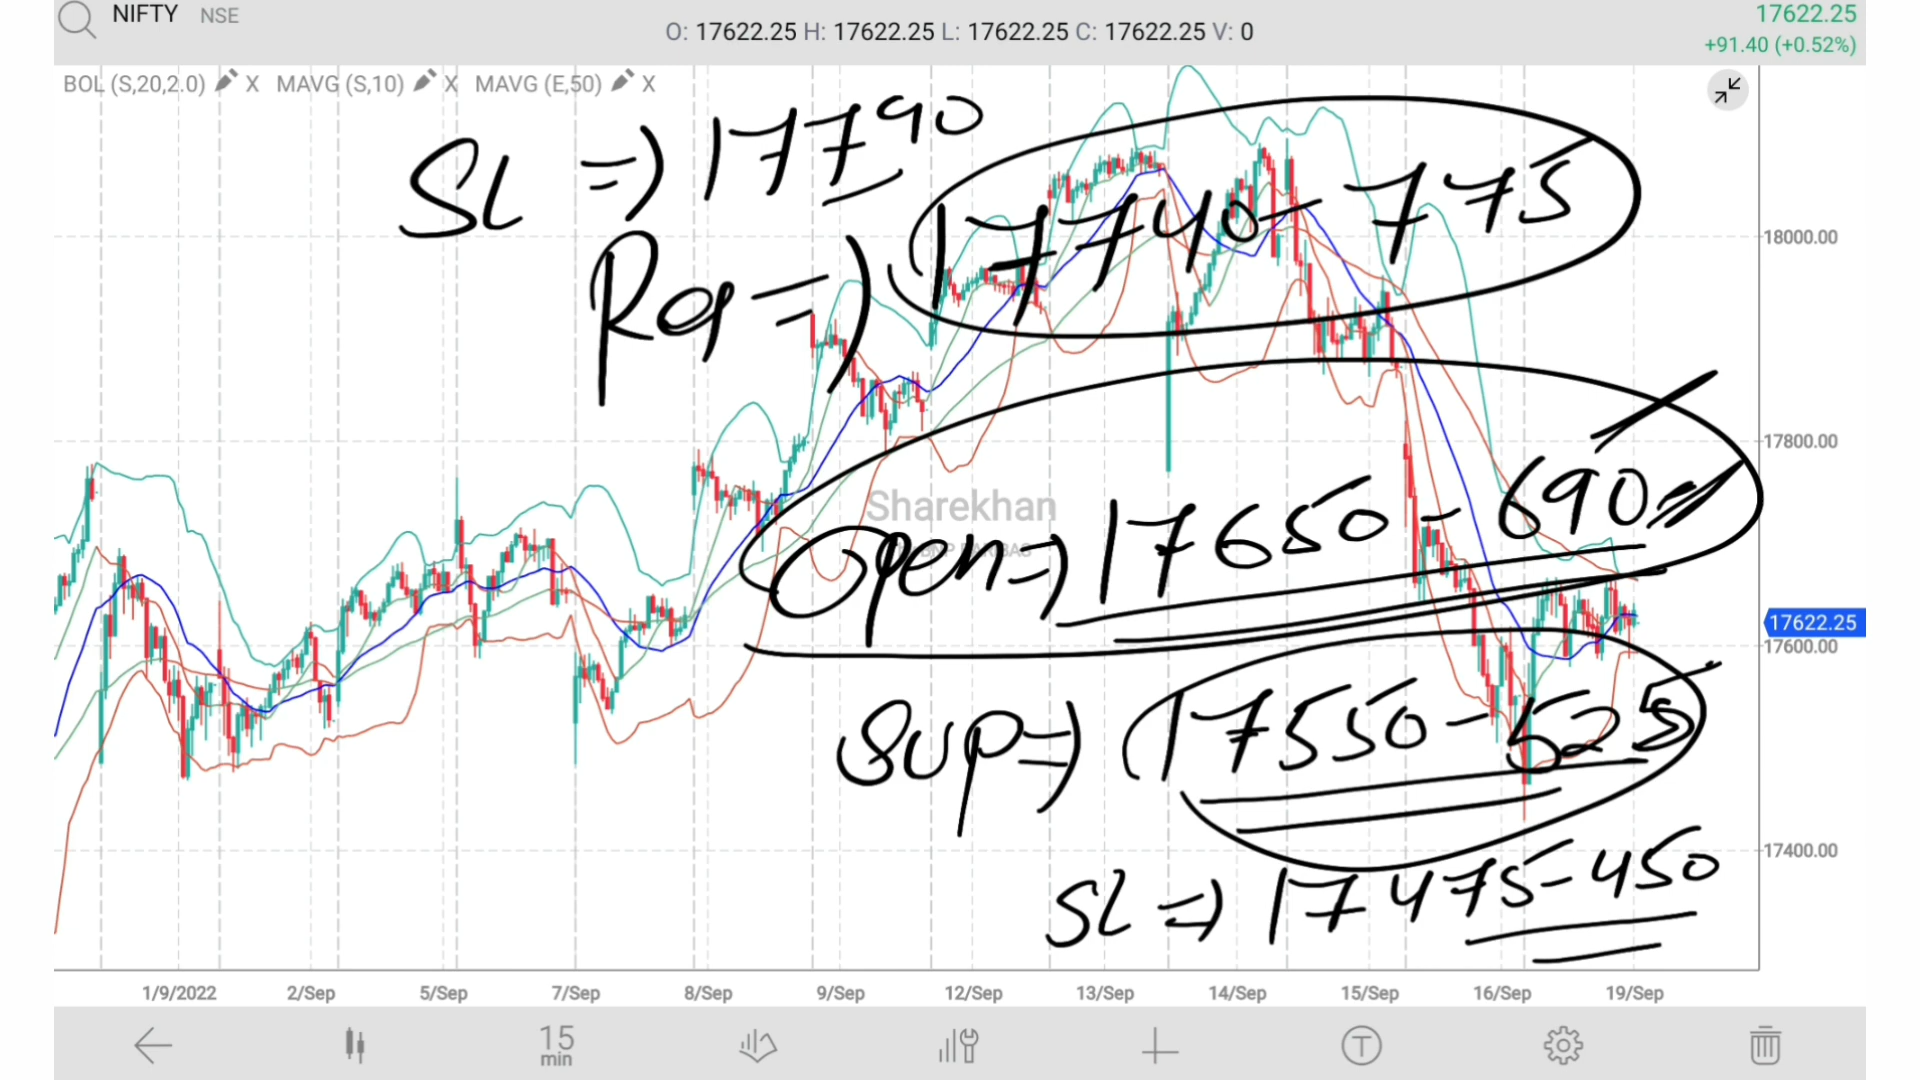 NIFTY NSE
O: 17622.25 H: 17622.25 L: 17622.25 C: 17622.25 V: 0
17622.25
+91.40 (+0.52%)
BOL (S,20,2.0) X MAVG (S,10) X MAVG (E,50) X
SL => 17790
=> 17740 - 775
18000.00
17800.00
Sharekhan
BNP PARIBAS
Open => 17650 - 690
17622.25
17600.00
Sup => (17550 - 525
17400.00
SL => 17475 - 450
1/9/2022 2/Sep 5/Sep 7/Sep 8/Sep 9/Sep 12/Sep 13/Sep 14/Sep 15/Sep 16/Sep 19/Sep
15
min
T